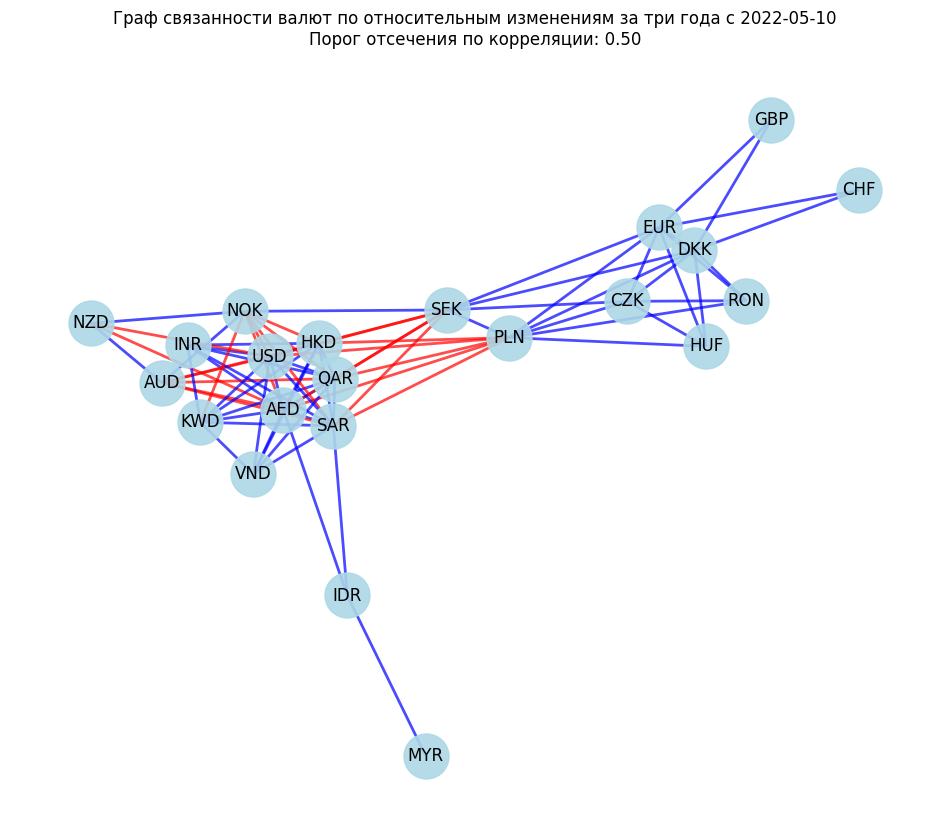 Граф связанности валют по относительным изменениям за три года с 2022-05-10
Порог отсечения по корреляции: 0.50
GBP
CHF
EUR
DKK
CZK
RON
NOK
SEK
NZD
PLN
INR
HKD
HUF
USD
QAR
AUD
AED
KWD
SAR
VND
IDR
MYR